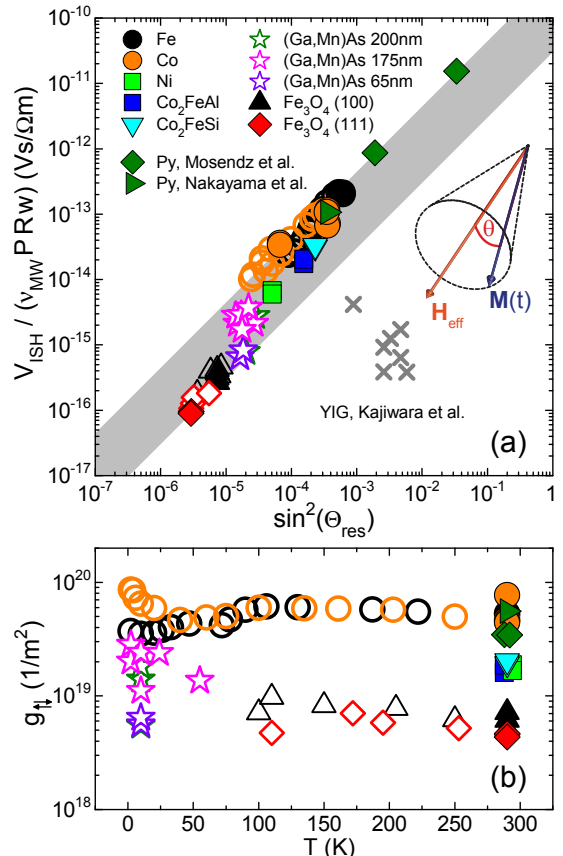 10⁻¹⁰
10⁻¹¹
10⁻¹²
10⁻¹³
10⁻¹⁴
10⁻¹⁵
10⁻¹⁶
10⁻¹⁷
V_ISH / (ν_MW P R w) (Vs/Ωm)
Fe
Co
Ni
Co₂FeAl
Co₂FeSi
(Ga,Mn)As 200nm
(Ga,Mn)As 175nm
(Ga,Mn)As 65nm
Fe₃O₄ (100)
Fe₃O₄ (111)
Py, Mosendz et al.
Py, Nakayama et al.
θ
H_eff
M(t)
YIG, Kajiwara et al.
(a)
10⁻⁷ 10⁻⁶ 10⁻⁵ 10⁻⁴ 10⁻³ 10⁻² 0.1 1
sin²(Θ_res)
10²⁰
10¹⁹
10¹⁸
g_↑↓ (1/m²)
(b)
0 50 100 150 200 250 300
T (K)